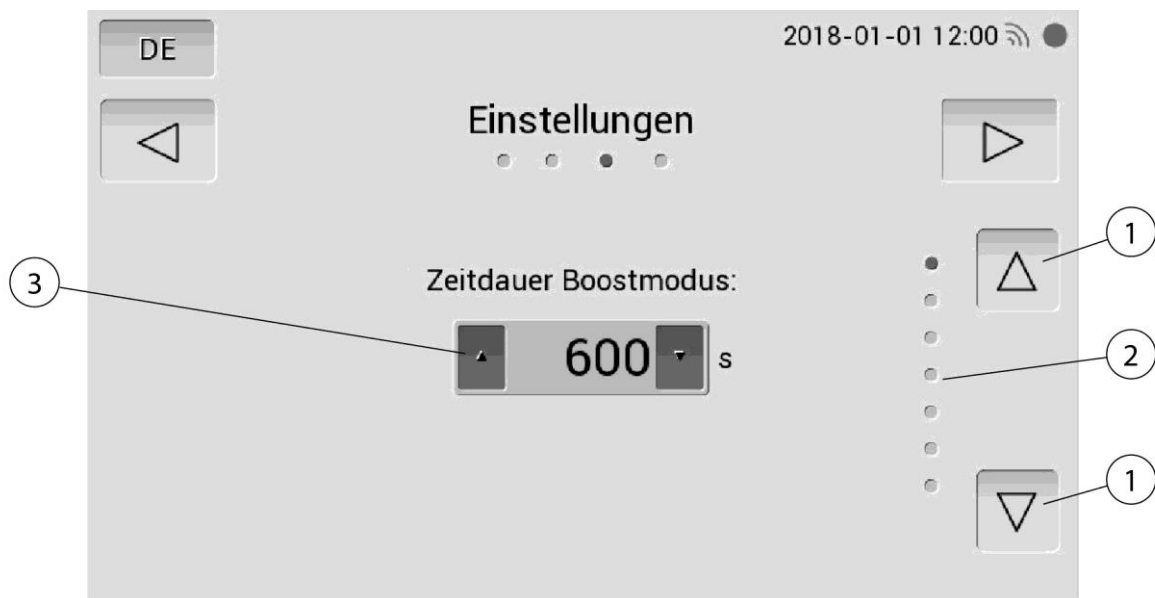 DE
2018-01-01 12:00
Einstellungen
1
3
Zeitdauer Boostmodus:
600 s
2
1